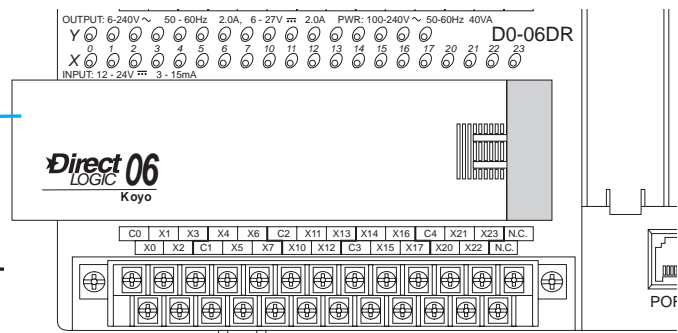 OUTPUT: 6-240V ~ 50 - 60Hz 2.0A, 6 - 27V ⎓ 2.0A PWR: 100-240V ~ 50-60Hz 40VA
Y D0-06DR
0 1 2 3 4 5 6 7 10 11 12 13 14 15 16 17 20 21 22 23
X
INPUT: 12 - 24V ⎓ 3 - 15mA
Direct 06
LOGIC
Koyo
C0 X1 X3 X4 X6 C2 X11 X13 X14 X16 C4 X21 X23 N.C.
X0 X2 C1 X5 X7 X10 X12 C3 X15 X17 X20 X22 N.C.